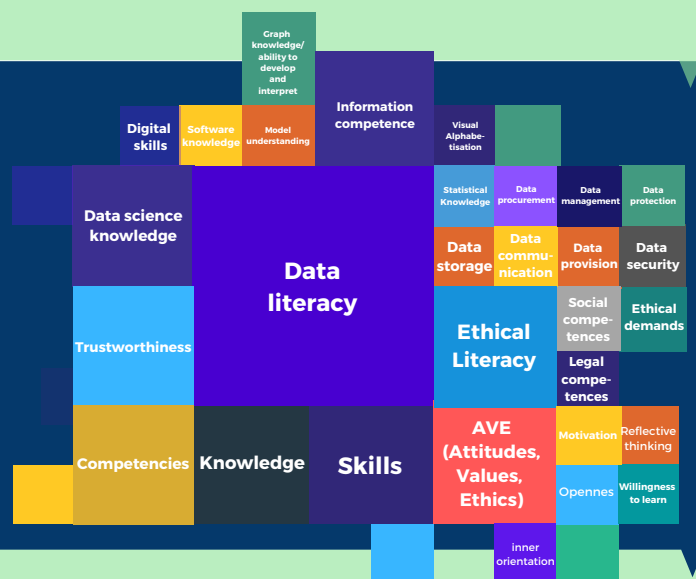 Graph
knowledge/
ability to
develop
and
interpret
Information
competence
Digital
skills
Software
knowledge
Model
understanding
Visual
Alphabe-
tisation
Data science
knowledge
Data
literacy
Statistical
Knowledge
Data
procurement
Data
management
Data
protection
Data
storage
Data
commu-
nication
Data
provision
Data
security
Trustworthiness
Ethical
Literacy
Social
compe-
tences
Ethical
demands
Legal
compe-
tences
Competencies
Knowledge
Skills
AVE
(Attitudes,
Values,
Ethics)
Motivation
Reflective
thinking
Opennes
Willingness
to learn
inner
orientation